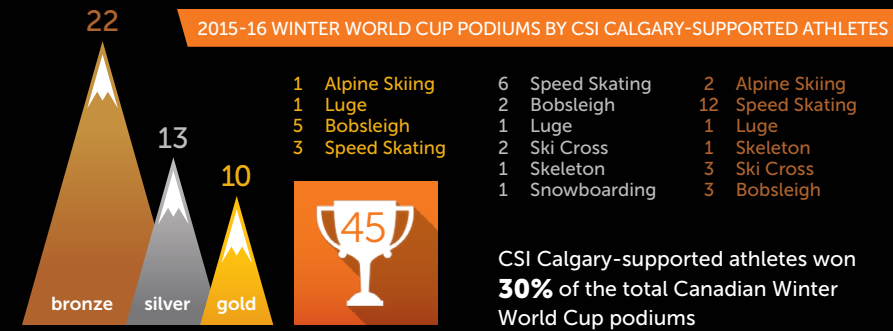 2015-16 WINTER WORLD CUP PODIUMS BY CSI CALGARY-SUPPORTED ATHLETES
22
13
10
bronze
silver
gold
1 Alpine Skiing
1 Luge
5 Bobsleigh
3 Speed Skating
45
6 Speed Skating
2 Bobsleigh
1 Luge
2 Ski Cross
1 Skeleton
1 Snowboarding
2 Alpine Skiing
12 Speed Skating
1 Luge
1 Skeleton
3 Ski Cross
3 Bobsleigh
CSI Calgary-supported athletes won
30% of the total Canadian Winter
World Cup podiums